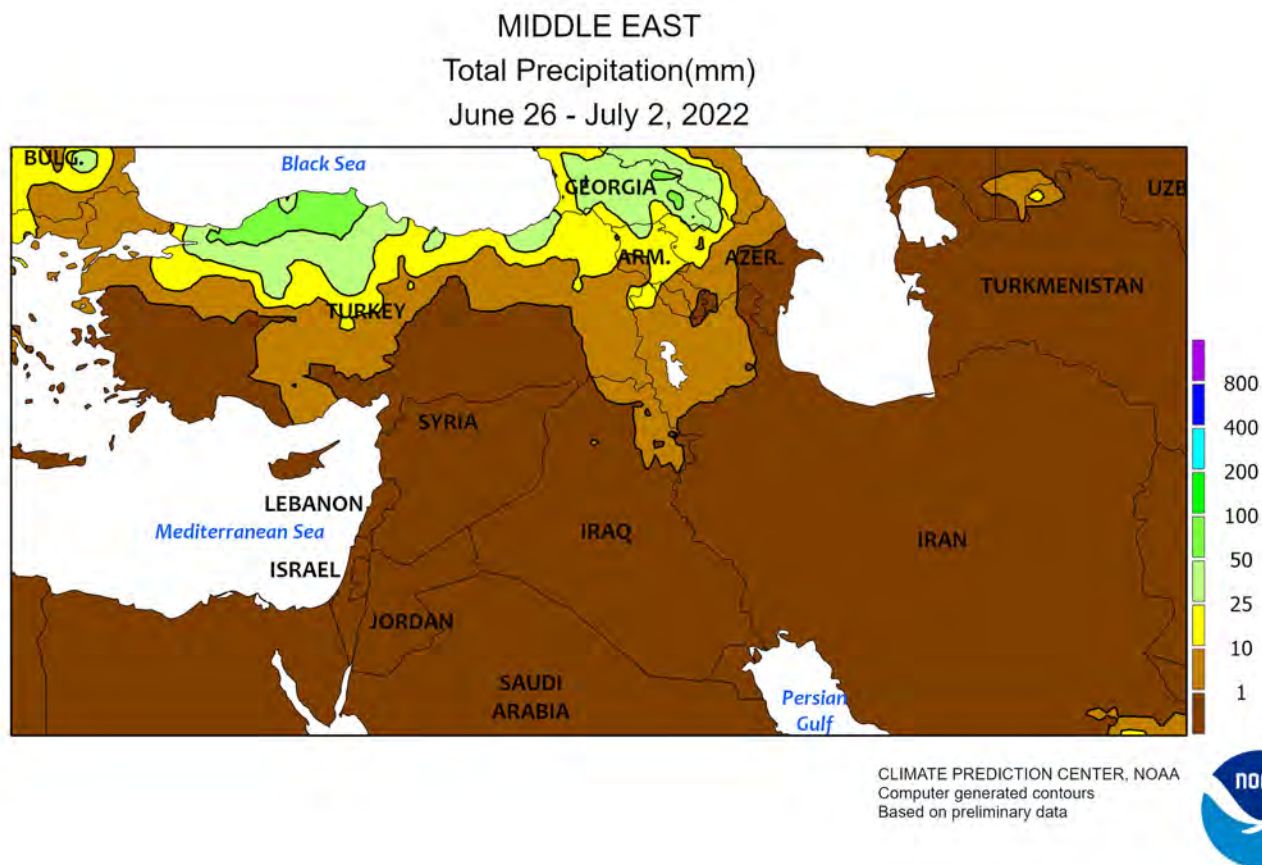 MIDDLE EAST
Total Precipitation(mm)
June 26 - July 2, 2022
BULG.
Black Sea
GEORGIA
UZB
ARM.
AZER.
TURKMENISTAN
TURKEY
SYRIA
LEBANON
Mediterranean Sea
IRAQ
IRAN
ISRAEL
JORDAN
SAUDI
ARABIA
Persian
Gulf
800
400
200
100
50
25
10
1
CLIMATE PREDICTION CENTER, NOAA
Computer generated contours
Based on preliminary data